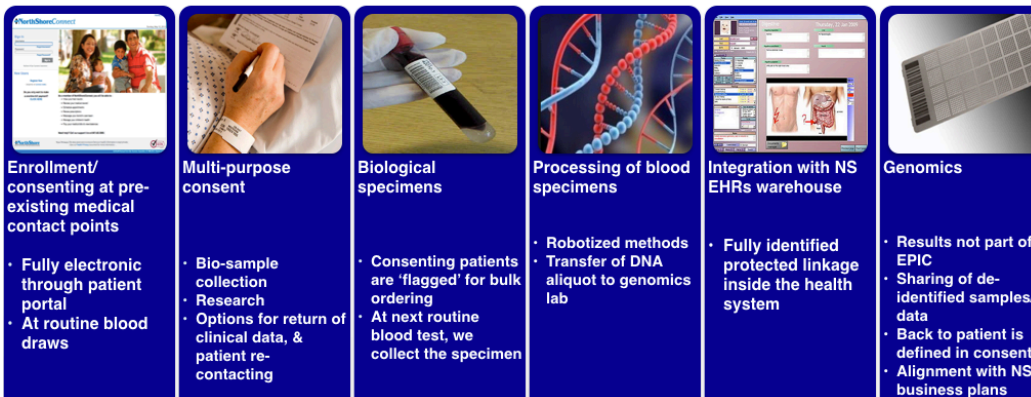 NorthShoreConnect
Enrollment/
consenting at pre-
existing medical
contact points
• Fully electronic
through patient
portal
• At routine blood
draws
Multi-purpose
consent
• Bio-sample
collection
• Research
• Options for return of
clinical data, &
patient re-
contacting
Biological
specimens
• Consenting patients
are ‘flagged’ for bulk
ordering
• At next routine
blood test, we
collect the specimen
Processing of blood
specimens
• Robotized methods
• Transfer of DNA
aliquot to genomics
lab
Integration with NS
EHRs warehouse
• Fully identified
protected linkage
inside the health
system
Genomics
• Results not part of
EPIC
• Sharing of de-
identified samples/
data
• Back to patient is
defined in consent
• Alignment with NS
business plans